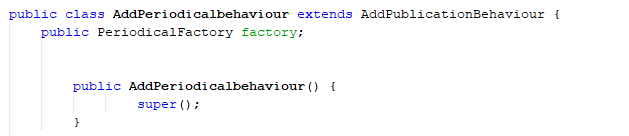 public class AddPeriodicalbehaviour extends AddPublicationBehaviour {
public PeriodicalFactory factory;
public AddPeriodicalbehaviour() {
super();
}